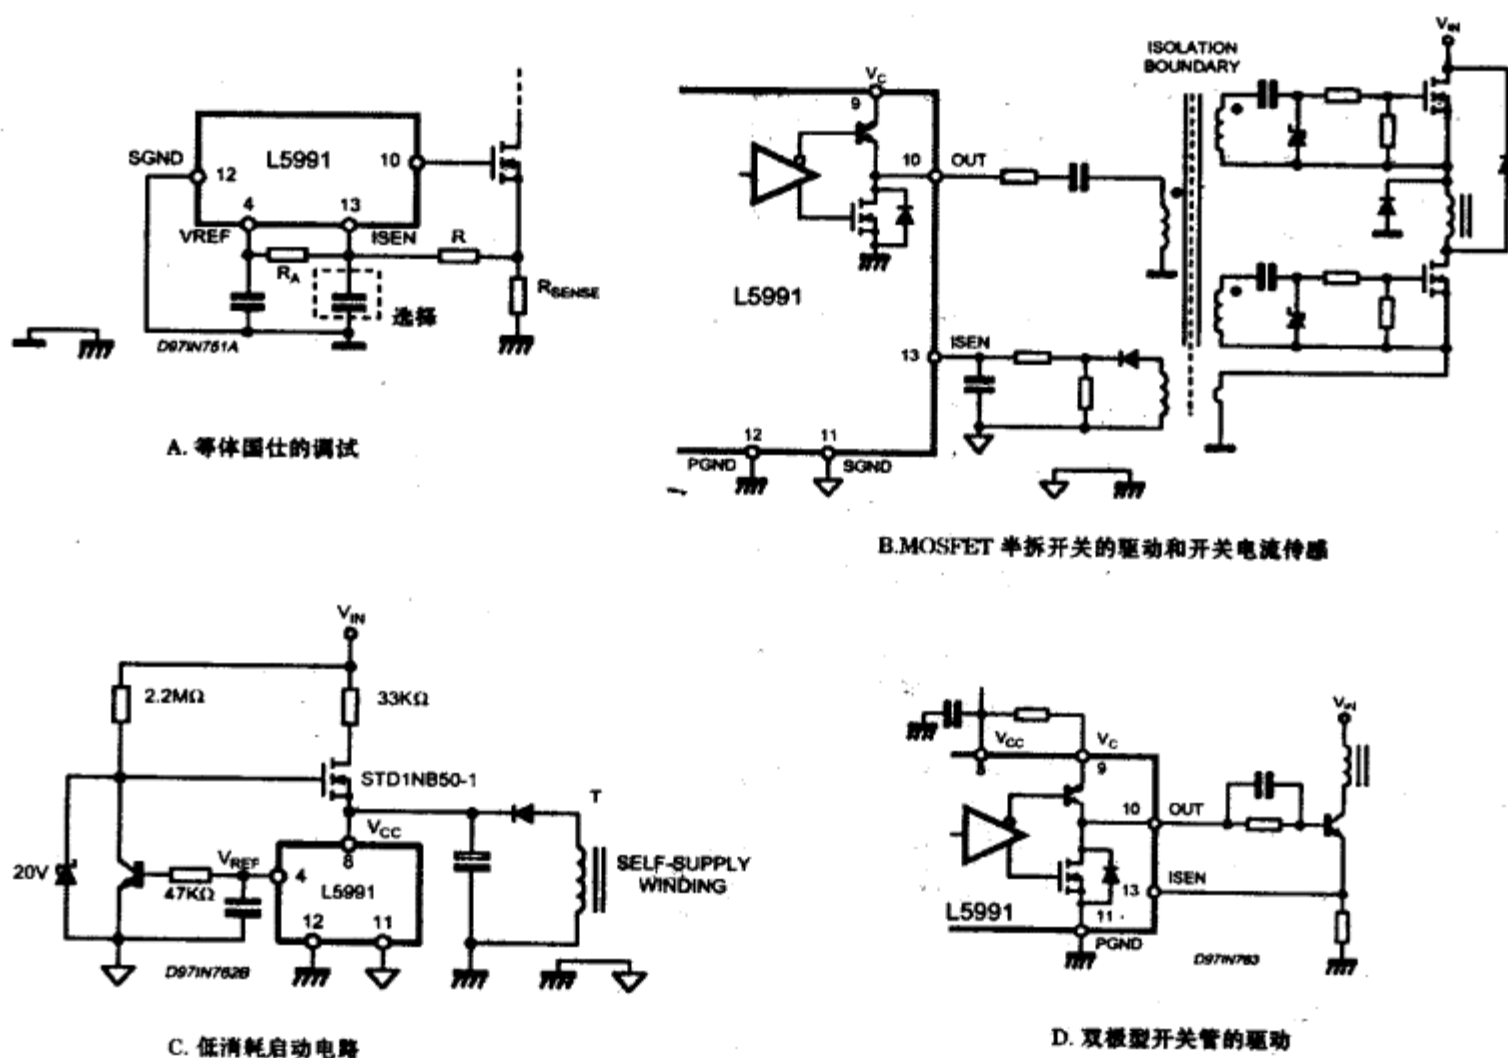 SGND
12
L5991
10
4
13
VREF
ISEN
R
RA
RSENSE
选择
D97IN751A
A. 等体国仕的调试
VC
9
10
OUT
L5991
13
ISEN
12
11
PGND
SGND
ISOLATION
BOUNDARY
VIN
B.MOSFET 半拆开关的驱动和开关电流传感
VIN
2.2MΩ
33KΩ
STD1NB50-1
T
VCC
8
20V
VREF
47KΩ
4
L5991
12
11
SELF-SUPPLY
WINDING
D97IN762B
C. 低消耗启动电路
VCC
8
VC
9
VIN
10
OUT
13
ISEN
L5991
11
PGND
D97IN763
D. 双极型开关管的驱动